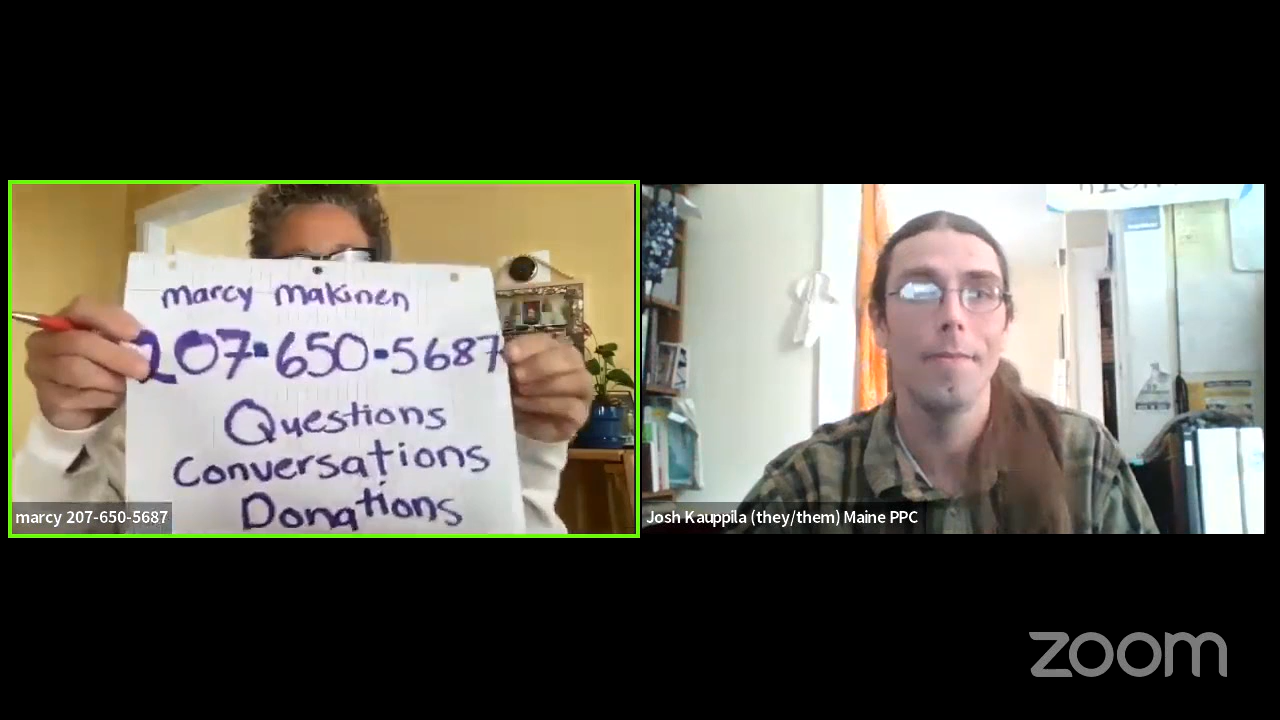 marcy makinen
207-650-5687
Questions
Conversations
Donations
marcy 207-650-5687
Josh Kauppila (they/them) Maine PPC
zoom